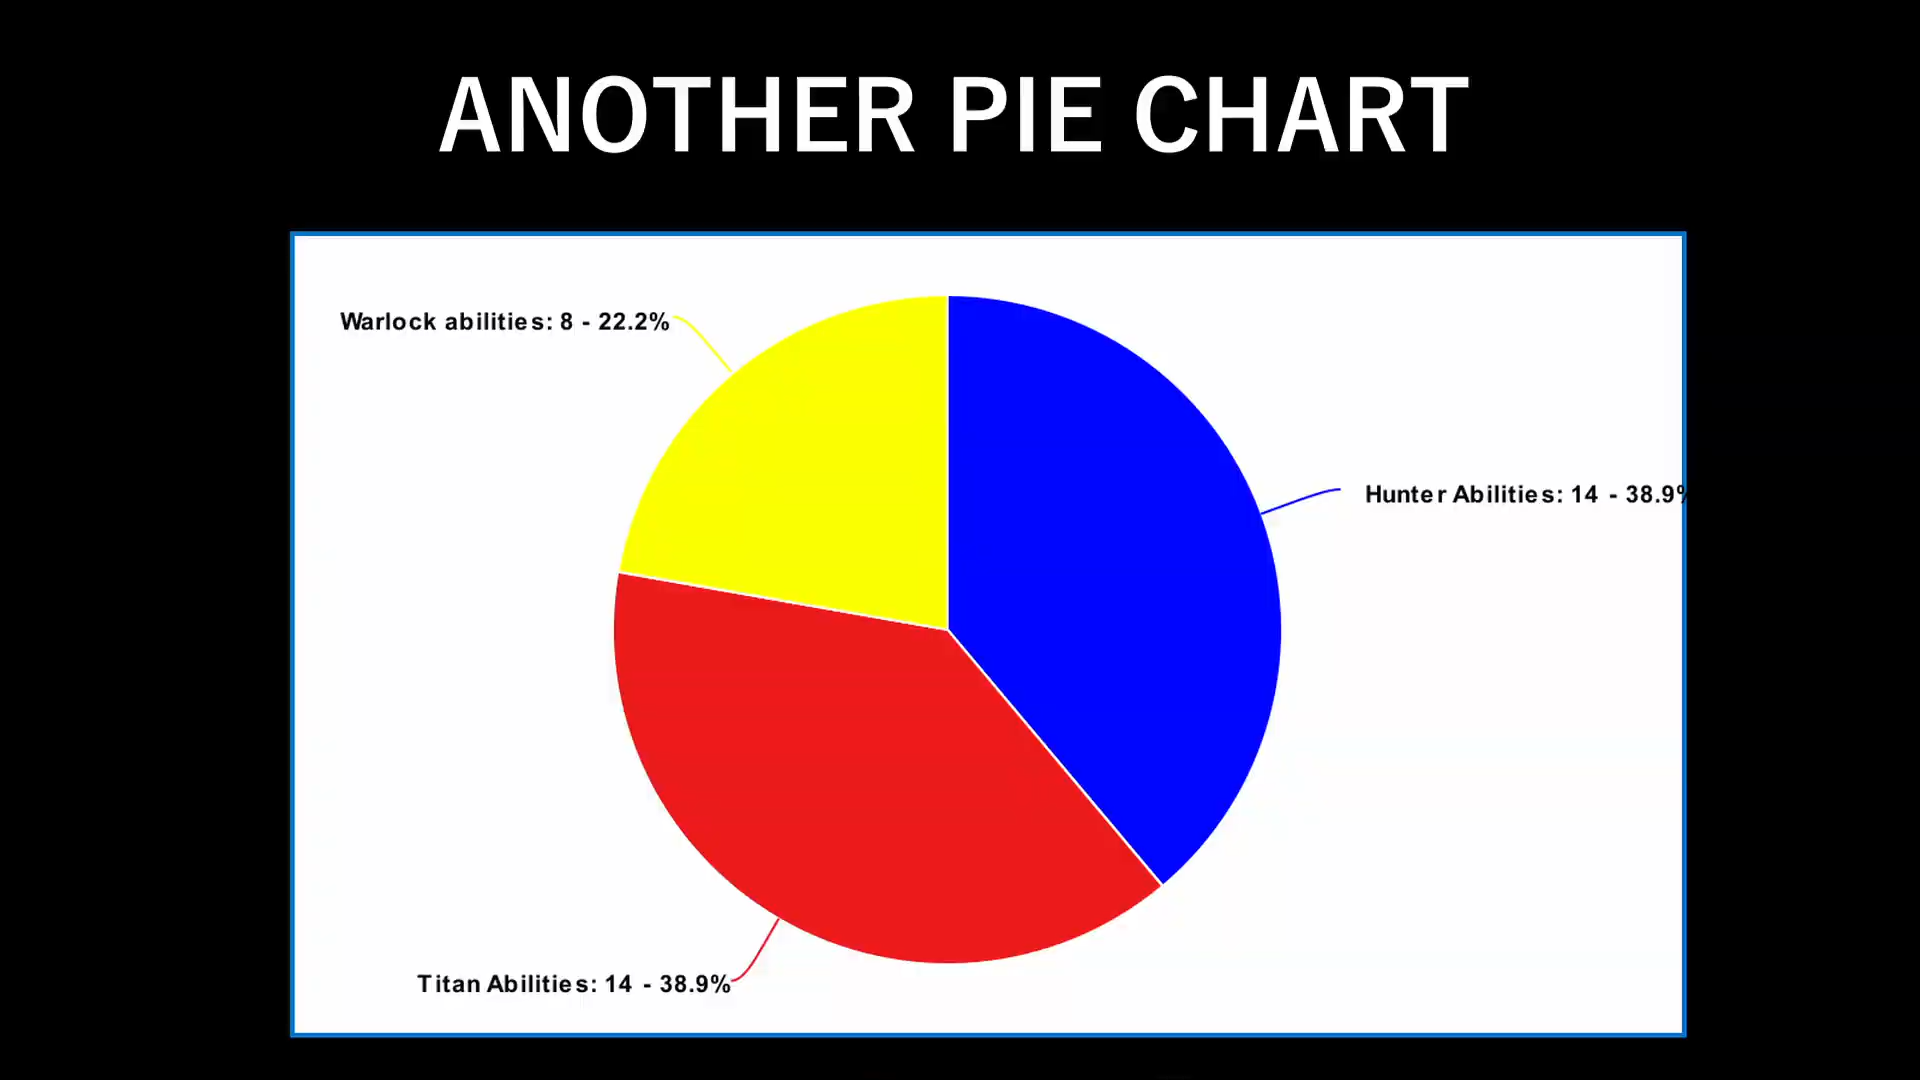 ANOTHER PIE CHART
Warlock abilities: 8 - 22.2%
Hunter Abilities: 14 - 38.9%
Titan Abilities: 14 - 38.9%